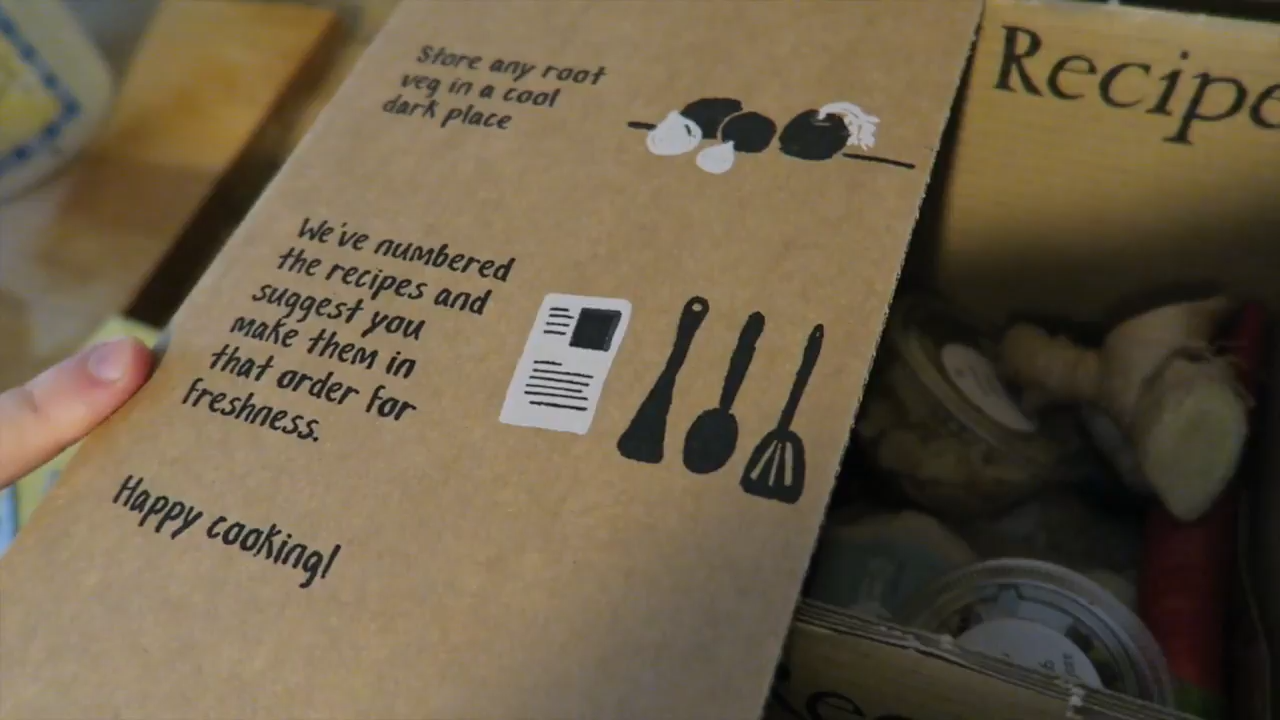 Store any root
veg in a cool
dark place
We've numbered
the recipes and
suggest you
make them in
that order for
freshness.
Happy cooking!
Recipe
Rec